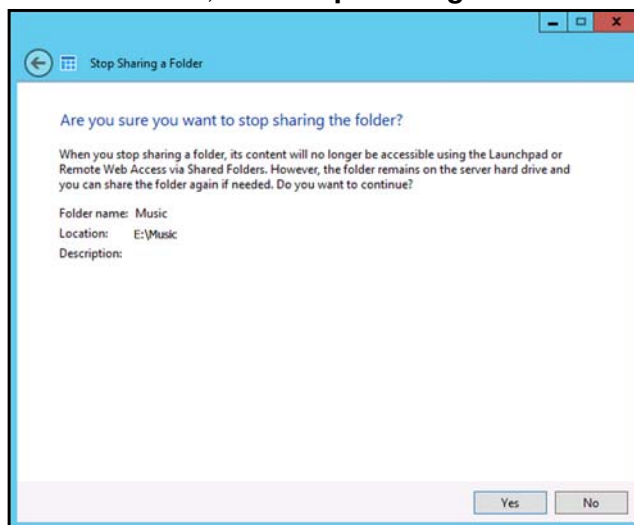 Stop Sharing a Folder
Are you sure you want to stop sharing the folder?
When you stop sharing a folder, its content will no longer be accessible using the Launchpad or
Remote Web Access via Shared Folders. However, the folder remains on the server hard drive and
you can share the folder again if needed. Do you want to continue?
Folder name: Music
Location: E:\Music
Description:
Yes No